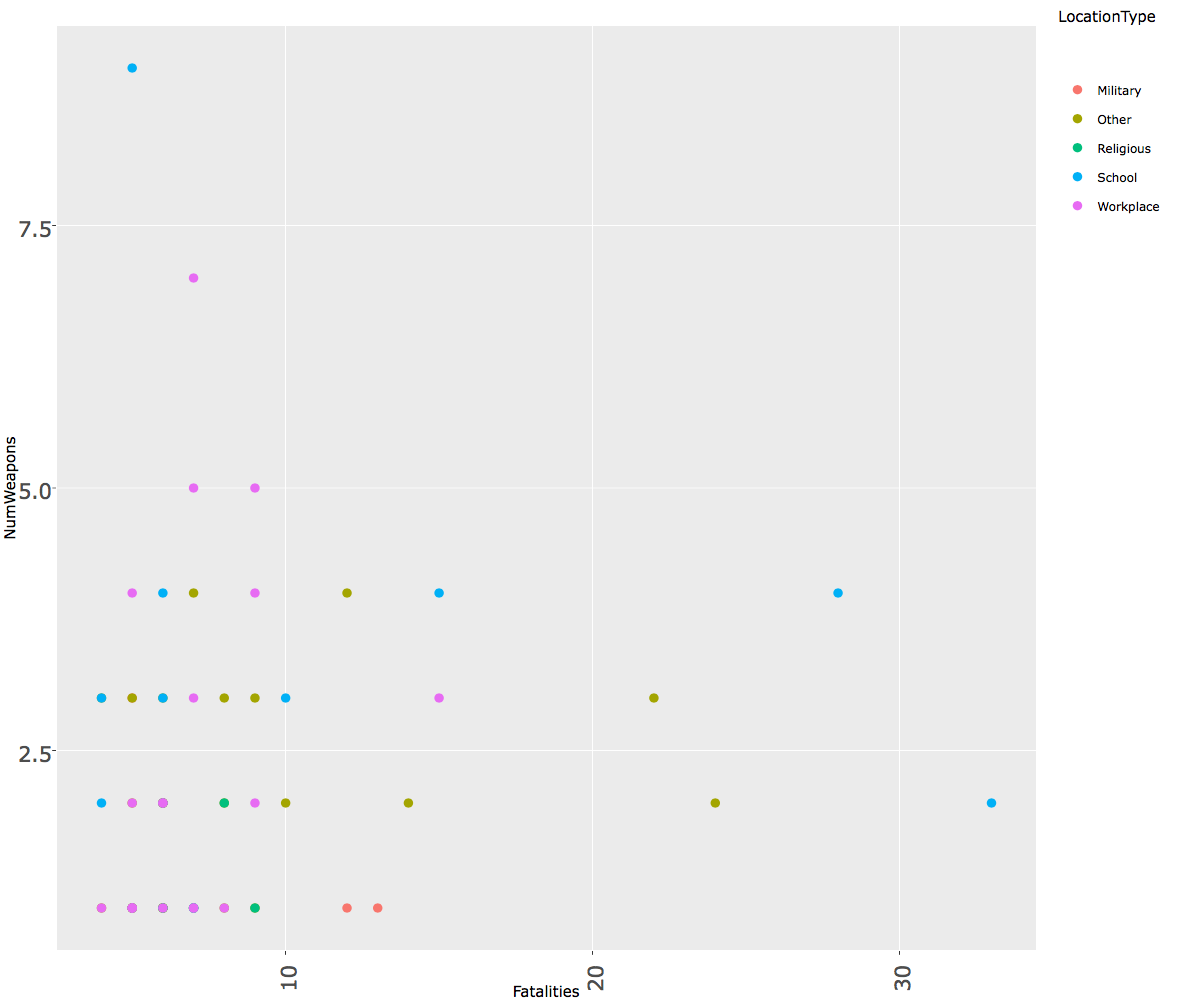 LocationType
Military
Other
Religious
School
Workplace
7.5
5.0
2.5
NumWeapons
10
20
30
Fatalities